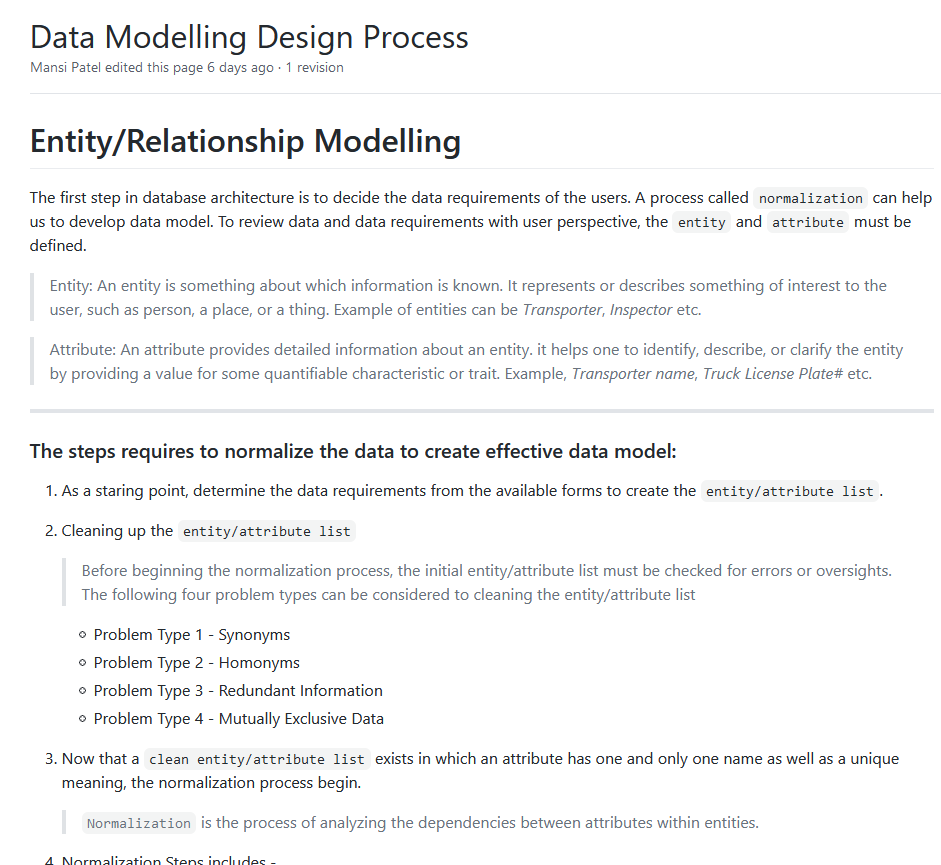 Data Modelling Design Process
Mansi Patel edited this page 6 days ago · 1 revision
Entity/Relationship Modelling
The first step in database architecture is to decide the data requirements of the users. A process called normalization can help
us to develop data model. To review data and data requirements with user perspective, the entity and attribute must be
defined.
Entity: An entity is something about which information is known. It represents or describes something of interest to the
user, such as person, a place, or a thing. Example of entities can be Transporter, Inspector etc.
Attribute: An attribute provides detailed information about an entity. it helps one to identify, describe, or clarify the entity
by providing a value for some quantifiable characteristic or trait. Example, Transporter name, Truck License Plate# etc.
The steps requires to normalize the data to create effective data model:
1. As a staring point, determine the data requirements from the available forms to create the entity/attribute list.
2. Cleaning up the entity/attribute list
Before beginning the normalization process, the initial entity/attribute list must be checked for errors or oversights.
The following four problem types can be considered to cleaning the entity/attribute list
Problem Type 1 - Synonyms
Problem Type 2 - Homonyms
Problem Type 3 - Redundant Information
Problem Type 4 - Mutually Exclusive Data
3. Now that a clean entity/attribute list exists in which an attribute has one and only one name as well as a unique
meaning, the normalization process begin.
Normalization is the process of analyzing the dependencies between attributes within entities.
4. Normalization Steps includes -